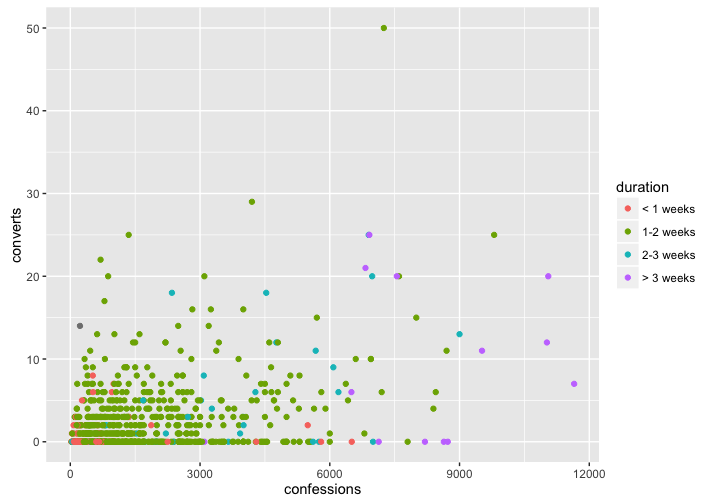 50
40
30
20
10
0
converts
0 3000 6000 9000 12000
confessions
duration
< 1 weeks
1-2 weeks
2-3 weeks
> 3 weeks